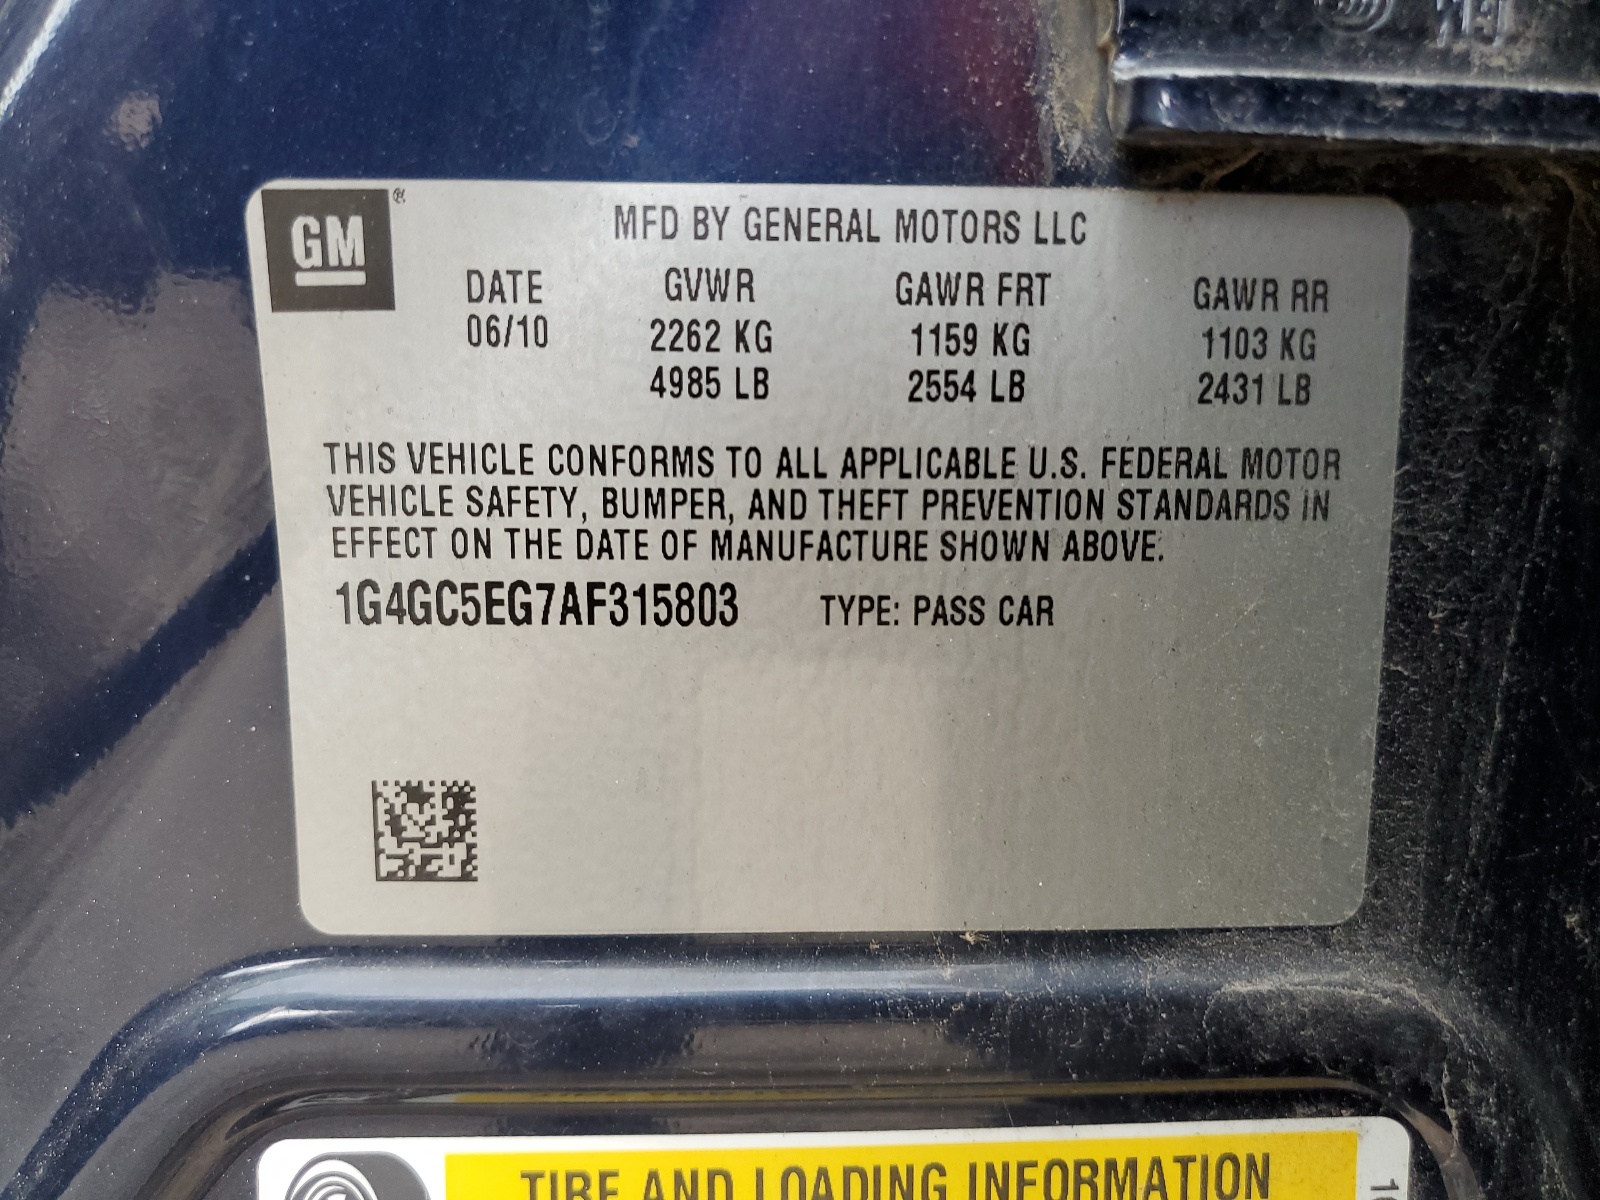 GM
®
MFD BY GENERAL MOTORS LLC
DATE GVWR GAWR FRT GAWR RR
06/10 2262 KG 1159 KG 1103 KG
4985 LB 2554 LB 2431 LB
THIS VEHICLE CONFORMS TO ALL APPLICABLE U.S. FEDERAL MOTOR
VEHICLE SAFETY, BUMPER, AND THEFT PREVENTION STANDARDS IN
EFFECT ON THE DATE OF MANUFACTURE SHOWN ABOVE.
1G4GC5EG7AF315803 TYPE: PASS CAR
TIRE AND LOADING INFORMATION